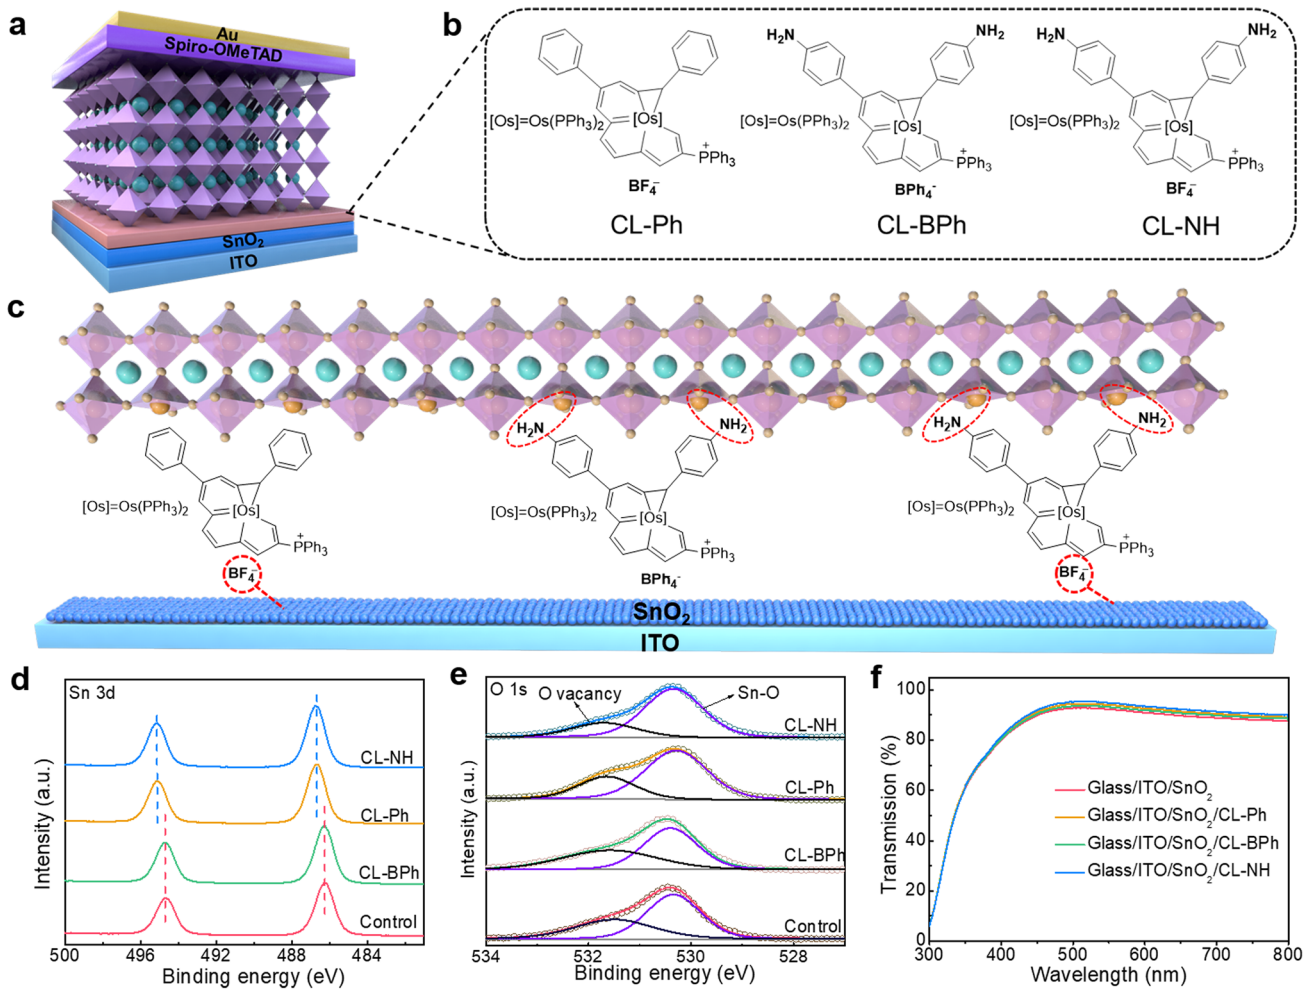 a
Au
Spiro-OMeTAD
SnO₂
ITO
b
[Os]=Os(PPh₃)₂
[Os]
+
PPh₃
BF₄⁻
CL-Ph
H₂N
NH₂
[Os]=Os(PPh₃)₂
[Os]
+
PPh₃
BPh₄⁻
CL-BPh
H₂N
NH₂
[Os]=Os(PPh₃)₂
[Os]
+
PPh₃
BF₄⁻
CL-NH
c
[Os]=Os(PPh₃)₂
[Os]
+
PPh₃
BF₄⁻
H₂N
NH₂
[Os]=Os(PPh₃)₂
[Os]
+
PPh₃
BPh₄⁻
H₂N
NH₂
[Os]=Os(PPh₃)₂
[Os]
+
PPh₃
BF₄⁻
SnO₂
ITO
d
Sn 3d
CL-NH
CL-Ph
CL-BPh
Control
Intensity (a.u.)
500 496 492 488 484
Binding energy (eV)
e
O 1s
O vacancy
Sn-O
CL-NH
CL-Ph
CL-BPh
Control
Intensity (a.u.)
534 532 530 528
Binding energy (eV)
f
100
80
60
40
20
0
Transmission (%)
Glass/ITO/SnO₂
Glass/ITO/SnO₂/CL-Ph
Glass/ITO/SnO₂/CL-BPh
Glass/ITO/SnO₂/CL-NH
300 400 500 600 700 800
Wavelength (nm)